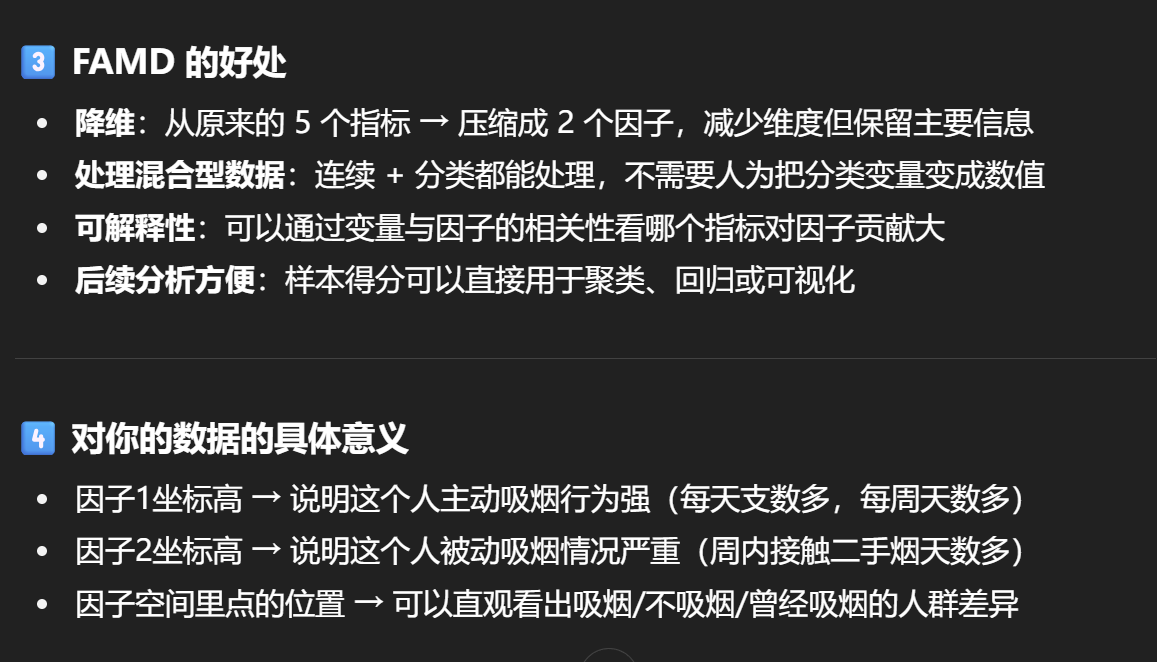 3 FAMD 的好处
• 降维：从原来的 5 个指标 → 压缩成 2 个因子，减少维度但保留主要信息
• 处理混合型数据：连续 + 分类都能处理，不需要人为把分类变量变成数值
• 可解释性：可以通过变量与因子的相关性看哪个指标对因子贡献大
• 后续分析方便：样本得分可以直接用于聚类、回归或可视化
4 对你的数据的具体意义
• 因子1坐标高 → 说明这个人主动吸烟行为强（每天支数多，每周天数多）
• 因子2坐标高 → 说明这个人被动吸烟情况严重（周内接触二手烟天数多）
• 因子空间里点的位置 → 可以直观看出吸烟/不吸烟/曾经吸烟的人群差异